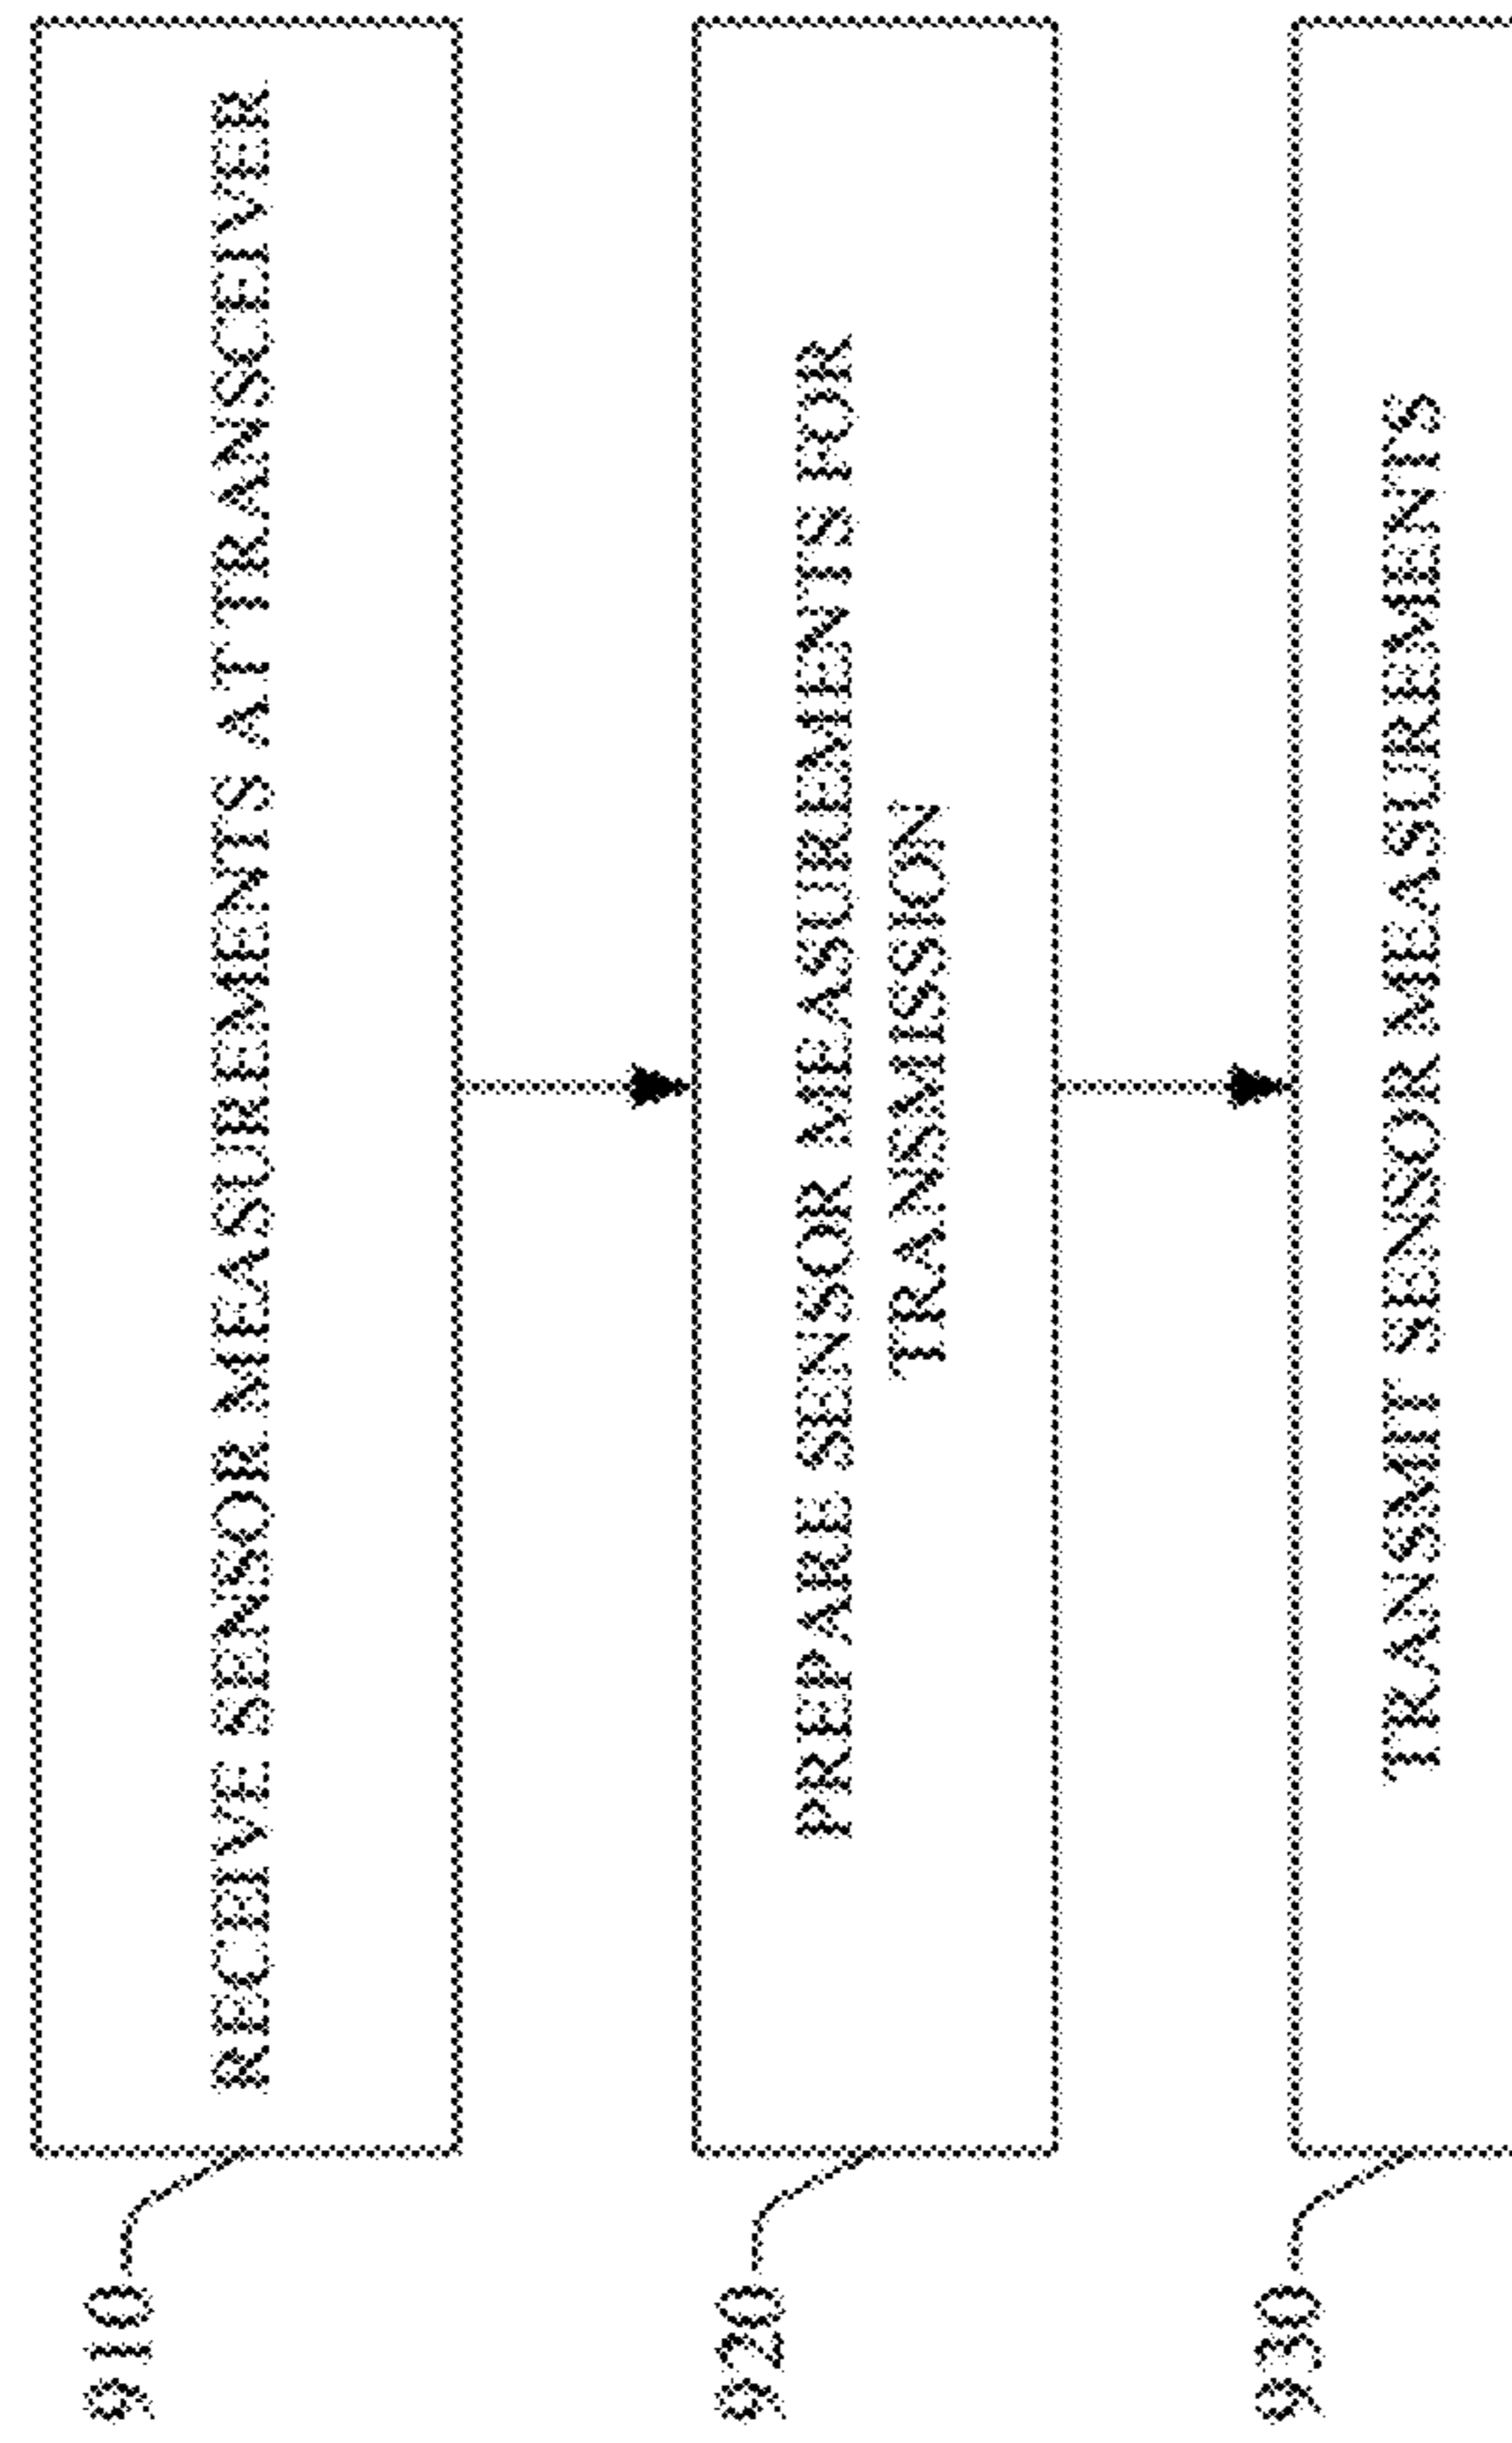 910
RECEIVE SENSOR MEASUREMENTS AT TRANSCEIVER
920
PREPARE SENSOR MEASUREMENTS FOR
TRANSMISSION
930
TRANSMIT SENSOR MEASUREMENTS